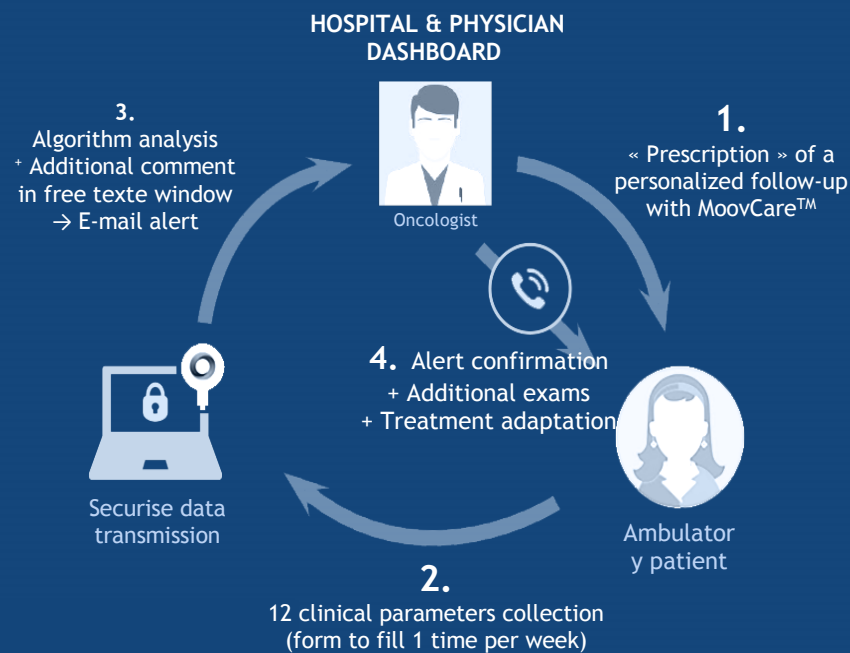 HOSPITAL & PHYSICIAN
DASHBOARD
Oncologist
1.
« Prescription » of a
personalized follow-up
with MoovCare™
3.
Algorithm analysis
+ Additional comment
in free texte window
→ E-mail alert
4. Alert confirmation
+ Additional exams
+ Treatment adaptation
Securise data
transmission
Ambulator
y patient
2.
12 clinical parameters collection
(form to fill 1 time per week)